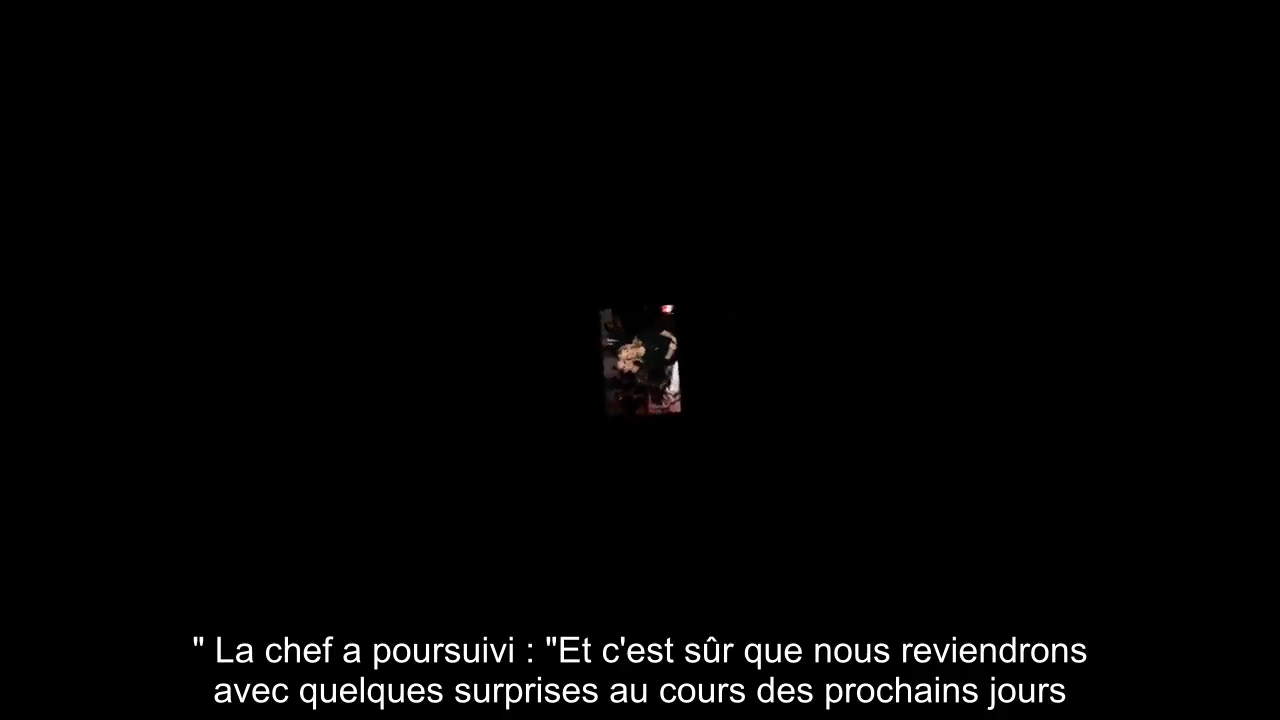 " La chef a poursuivi : "Et c'est sûr que nous reviendrons
avec quelques surprises au cours des prochains jours